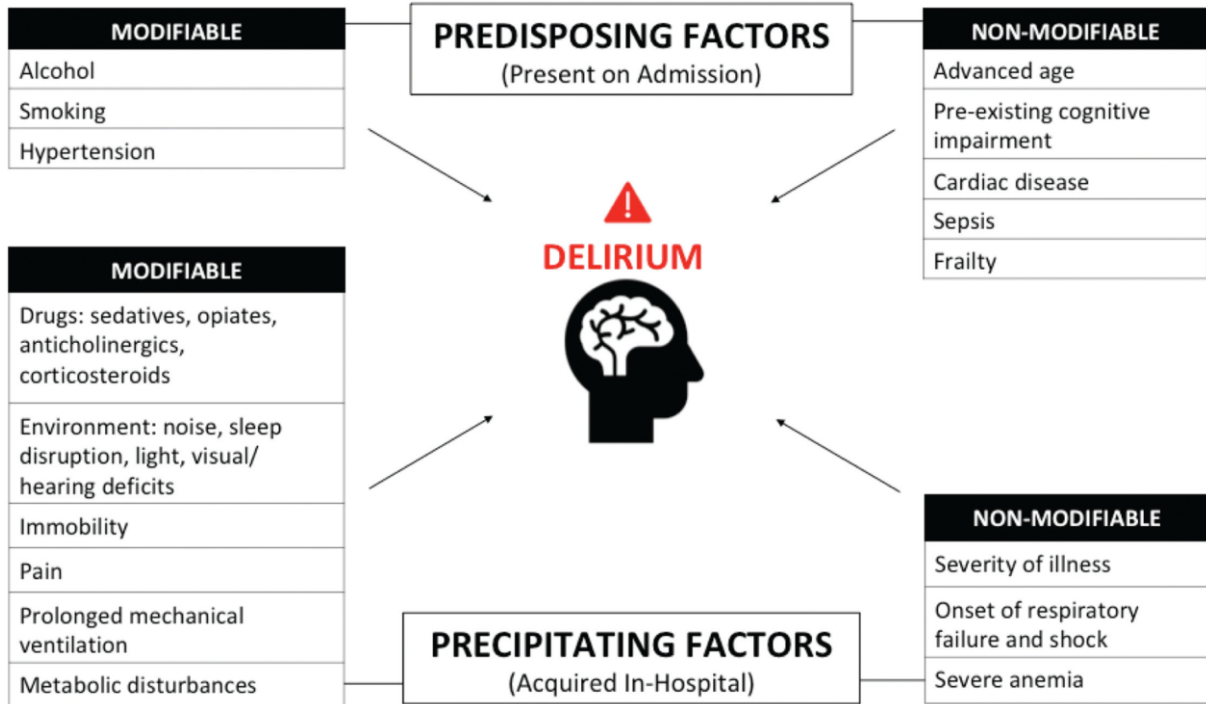 MODIFIABLE
Alcohol
Smoking
Hypertension
PREDISPOSING FACTORS
(Present on Admission)
NON-MODIFIABLE
Advanced age
Pre-existing cognitive
impairment
Cardiac disease
Sepsis
Frailty
DELIRIUM
MODIFIABLE
Drugs: sedatives, opiates,
anticholinergics,
corticosteroids
Environment: noise, sleep
disruption, light, visual/
hearing deficits
Immobility
Pain
Prolonged mechanical
ventilation
Metabolic disturbances
PRECIPITATING FACTORS
(Acquired In-Hospital)
NON-MODIFIABLE
Severity of illness
Onset of respiratory
failure and shock
Severe anemia